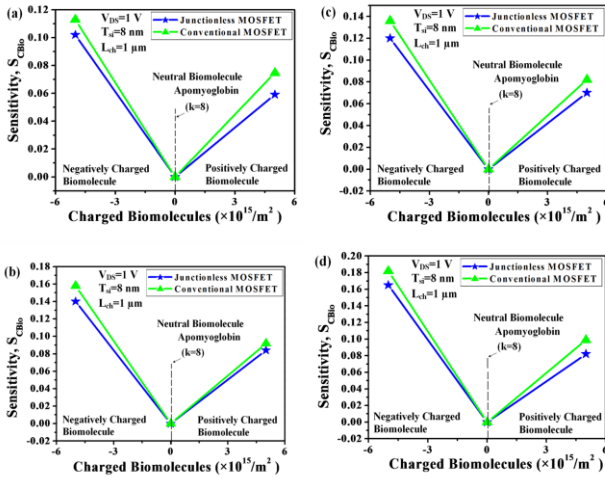 (a)
V_DS=1 V
T_si=8 nm
L_ch=1 µm
Junctionless MOSFET
Conventional MOSFET
Neutral Biomolecule
Apomyoglobin
(k=8)
Negatively Charged
Biomolecule
Positively Charged
Biomolecule
Sensitivity, S_CBio
0.12
0.10
0.08
0.06
0.04
0.02
0.00
-6 -3 0 3 6
Charged Biomolecules (×10^15/m^2)
(c)
V_DS=1 V
T_si=8 nm
L_ch=1 µm
Junctionless MOSFET
Conventional MOSFET
Neutral Biomolecule
Apomyoglobin
(k=8)
Negatively Charged
Biomolecule
Positively Charged
Biomolecule
Sensitivity, S_CBio
0.14
0.12
0.10
0.08
0.06
0.04
0.02
0.00
-0.02
-6 -3 0 3 6
Charged Biomolecules (×10^15/m^2)
(b)
V_DS=1 V
T_si=8 nm
L_ch=1 µm
Junctionless MOSFET
Conventional MOSFET
Neutral Biomolecule
Apomyoglobin
(k=8)
Negatively Charged
Biomolecule
Positively Charged
Biomolecule
Sensitivity, S_CBio
0.18
0.16
0.14
0.12
0.10
0.08
0.06
0.04
0.02
0.00
-0.02
-6 -3 0 3 6
Charged Biomolecules (×10^15/m^2)
(d)
V_DS=1 V
T_si=8 nm
L_ch=1 µm
Junctionless MOSFET
Conventional MOSFET
Neutral Biomolecule
Apomyoglobin
(k=8)
Negatively Charged
Biomolecule
Positively Charged
Biomolecule
Sensitivity, S_CBio
0.20
0.18
0.16
0.14
0.12
0.10
0.08
0.06
0.04
0.02
0.00
-0.02
-6 -3 0 3 6
Charged Biomolecules (×10^15/m^2)